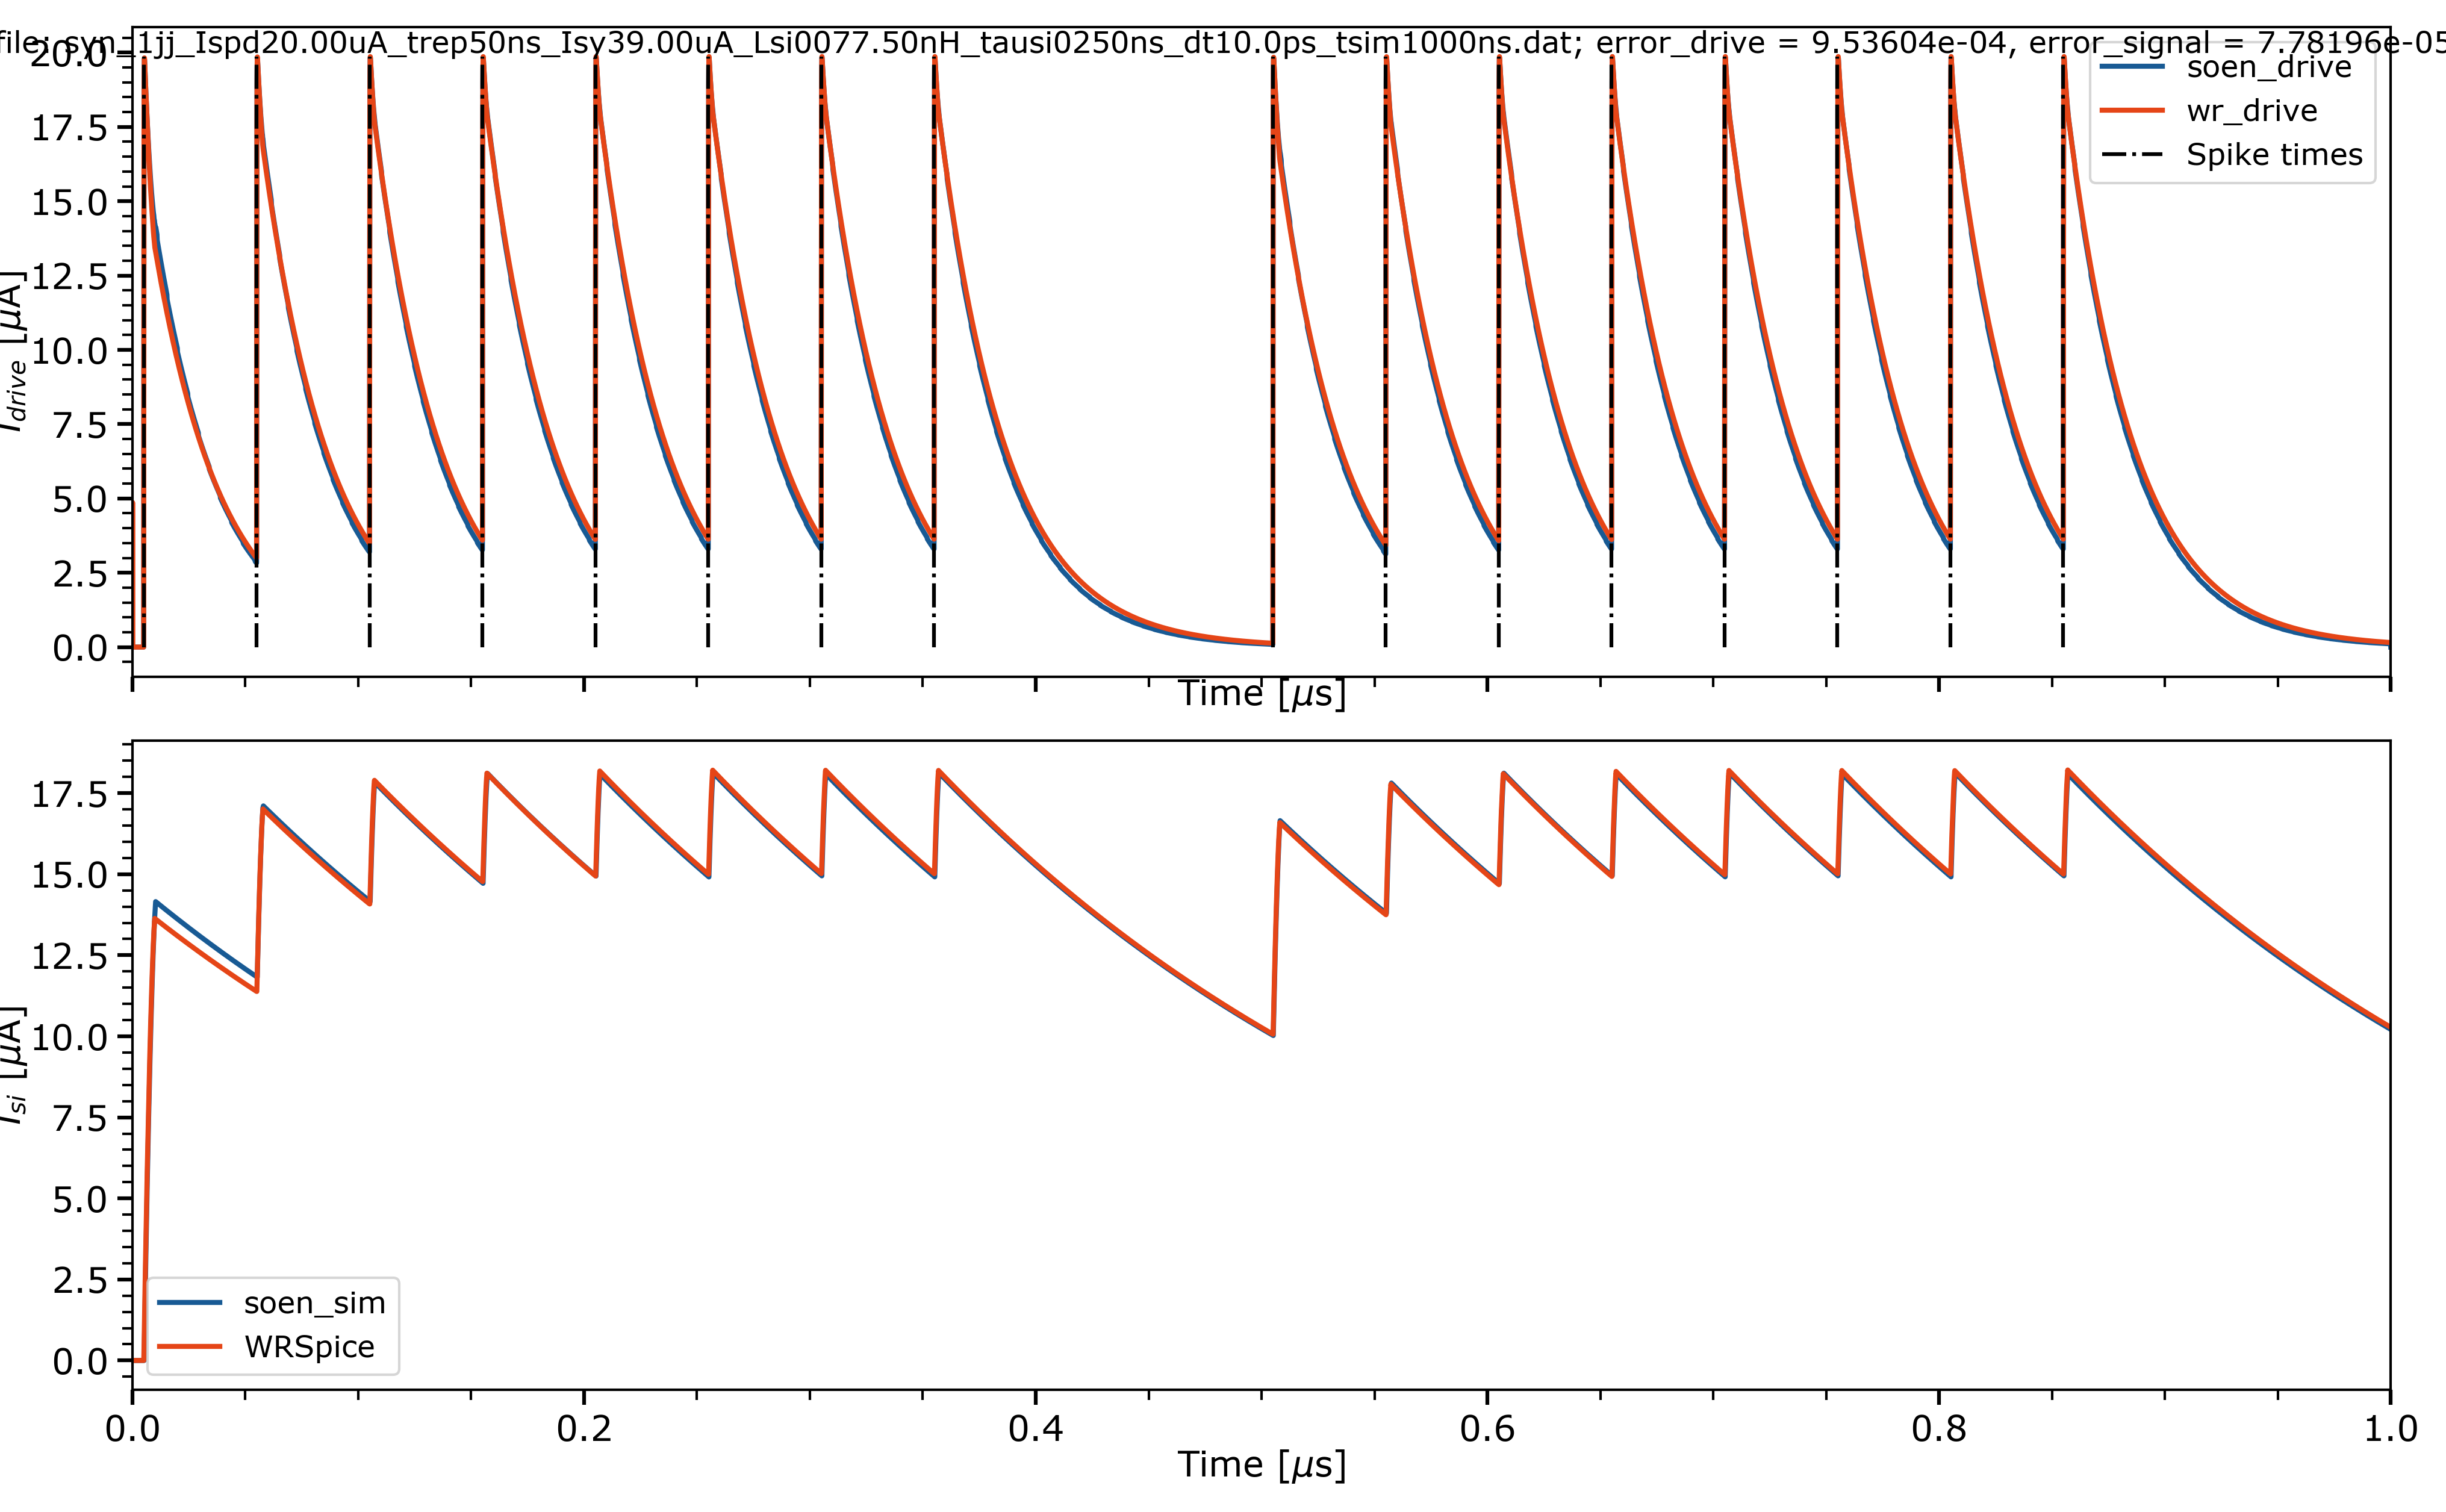 file: syn_1jj_Ispd20.00uA_trep50ns_Isy39.00uA_Lsi0077.50nH_tausi0250ns_dt10.0ps_tsim1000ns.dat; error_drive = 9.53604e-04, error_signal = 7.78196e-05
20.0
17.5
15.0
12.5
10.0
7.5
5.0
2.5
0.0
I_drive [μA]
soen_drive
wr_drive
Spike times
Time [μs]
17.5
15.0
12.5
10.0
7.5
5.0
2.5
0.0
I_si [μA]
soen_sim
WRSpice
0.0 0.2 0.4 0.6 0.8 1.0
Time [μs]